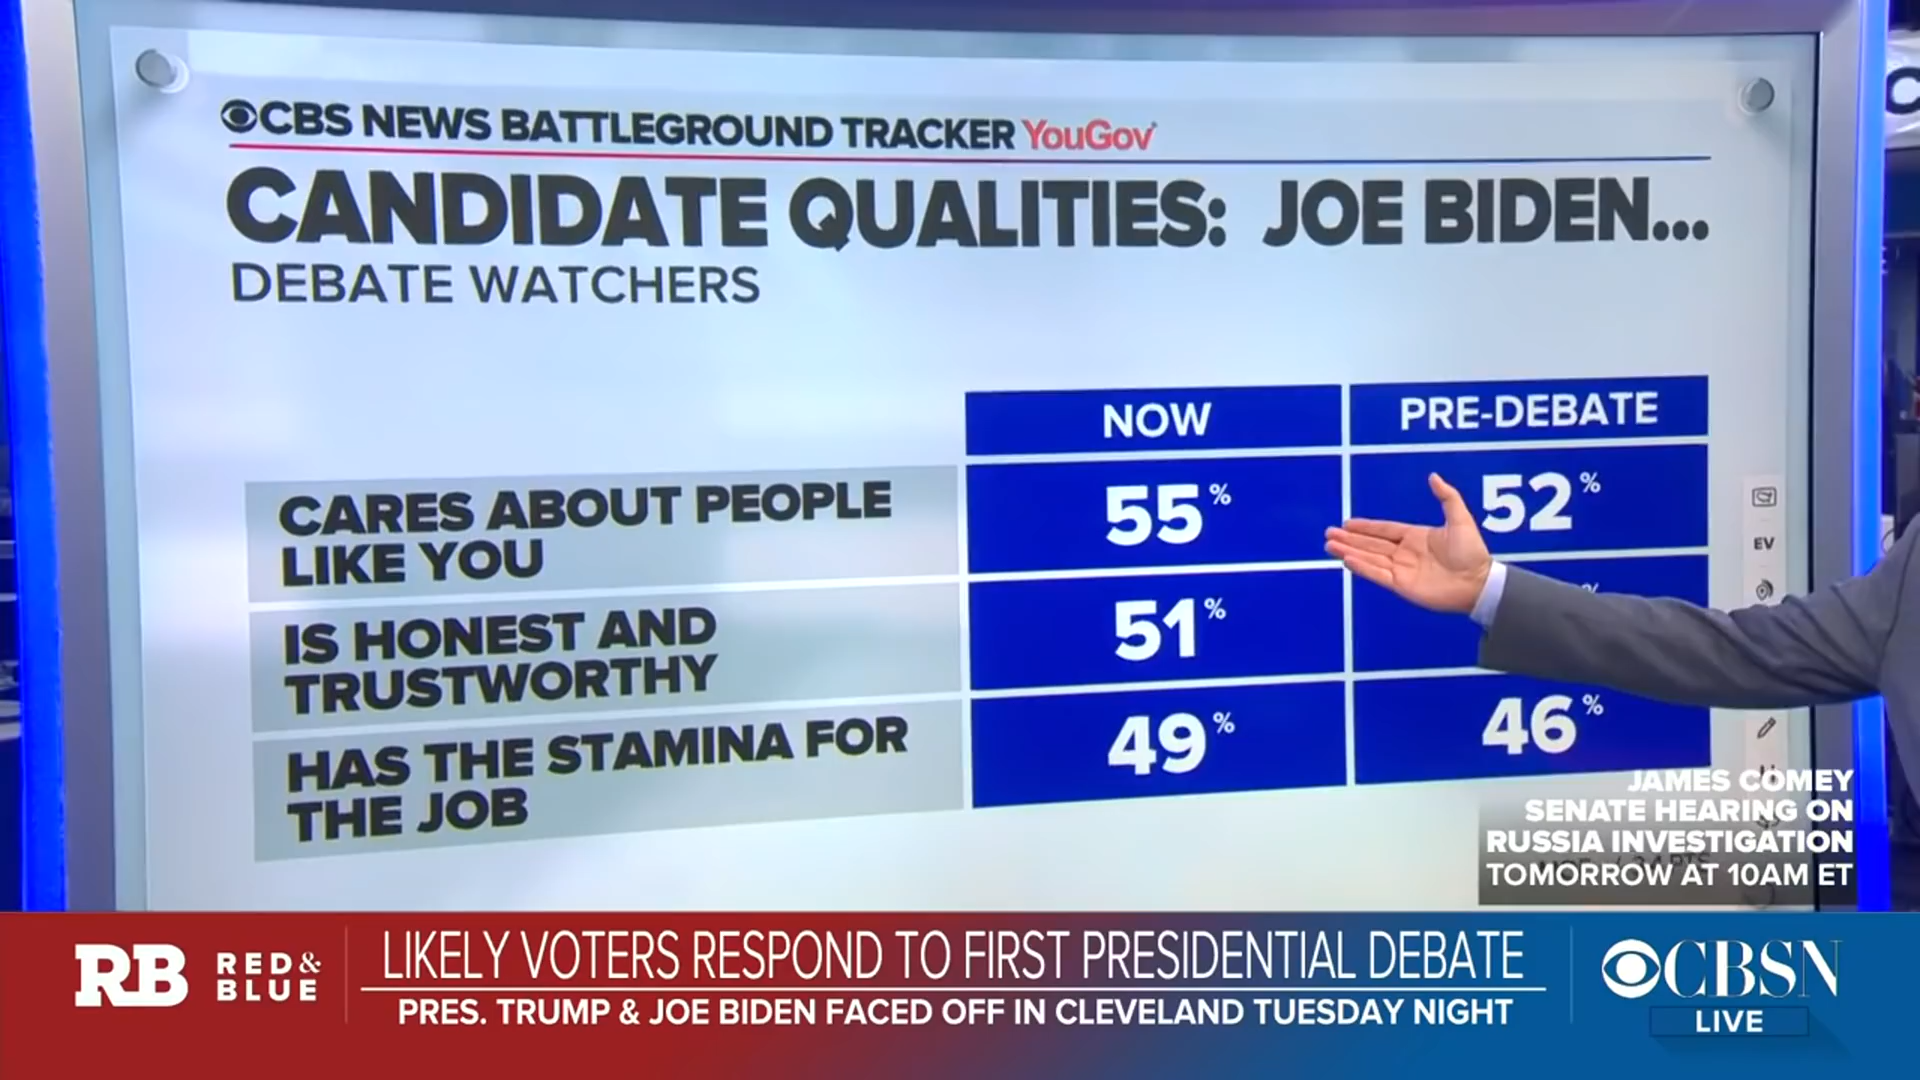 CBS NEWS BATTLEGROUND TRACKER YouGov
CANDIDATE QUALITIES: JOE BIDEN...
DEBATE WATCHERS
NOW PRE-DEBATE
CARES ABOUT PEOPLE
LIKE YOU
55% 52%
IS HONEST AND
TRUSTWORTHY
51% %
HAS THE STAMINA FOR
THE JOB
49% 46%
EV
JAMES COMEY
SENATE HEARING ON
RUSSIA INVESTIGATION
TOMORROW AT 10AM ET
RB RED & BLUE
LIKELY VOTERS RESPOND TO FIRST PRESIDENTIAL DEBATE
PRES. TRUMP & JOE BIDEN FACED OFF IN CLEVELAND TUESDAY NIGHT
CBSN
LIVE